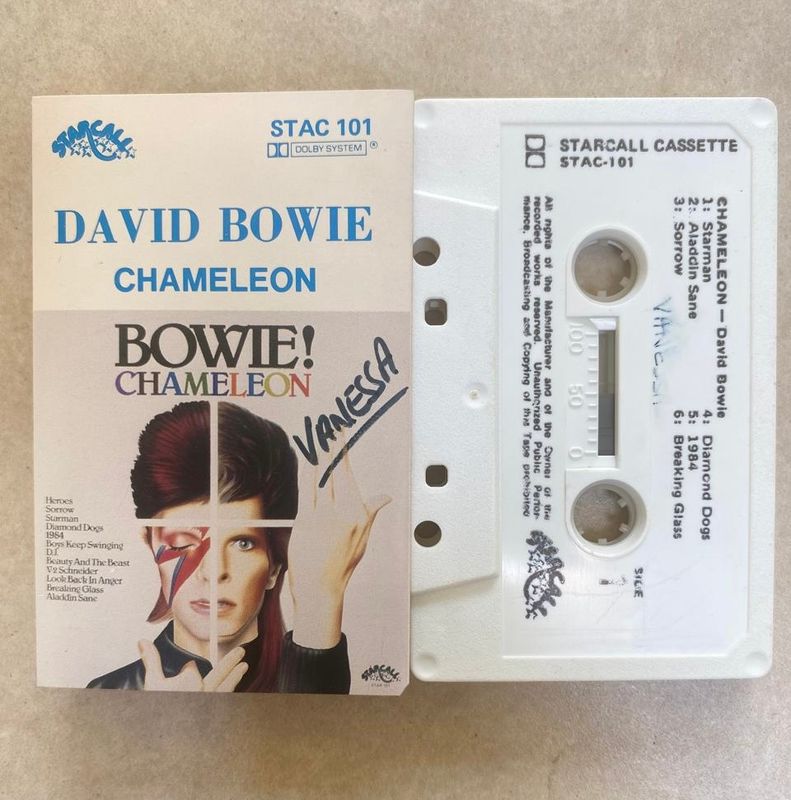 STARCALL
STAC 101
DOLBY SYSTEM ®
DAVID BOWIE
CHAMELEON
BOWIE!
CHAMELEON
VANESSA
Heroes
Sorrow
Starman
Diamond Dogs
1984
Boys Keep Swinging
D.J.
Beauty And The Beast
V2 Schneider
Look Back In Anger
Breaking Glass
Aladdin Sane
STARCALL
STAR 101
STARCALL CASSETTE
STAC-101
CHAMELEON — David Bowie
1: Starman
2: Aladdin Sane
3: Sorrow
4: Diamond Dogs
5: 1984
6: Breaking Glass
VANESSA
100 50 0
All rights of the Manufacturer and of the Owner of the
recorded works reserved. Unauthorized Public Perfor-
mance, Broadcasting and Copying of this Tape prohibited
STARCALL
SIDE
1